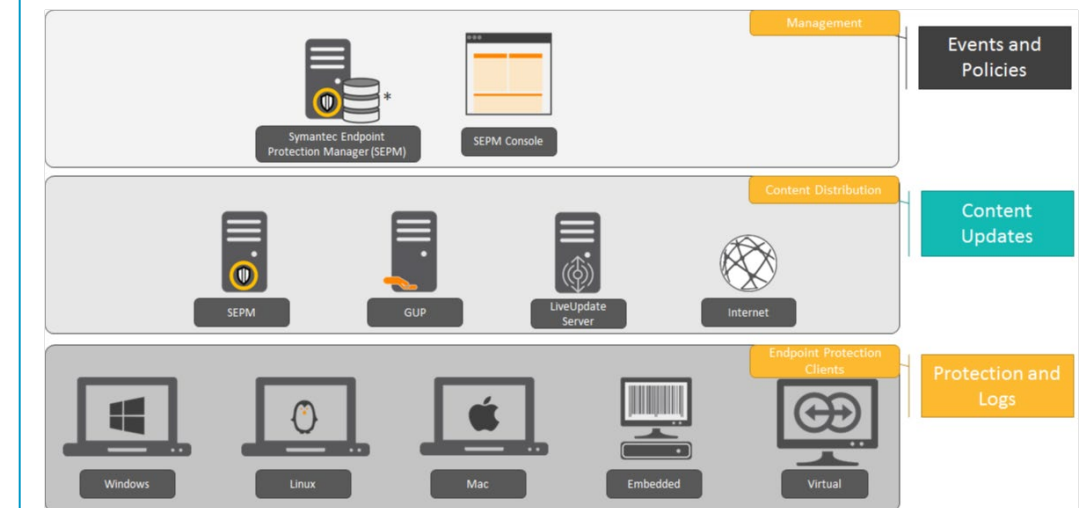 Management
Events and
Policies
*
Symantec Endpoint
Protection Manager (SEPM)
SEPM Console
Content Distribution
Content
Updates
SEPM
GUP
LiveUpdate
Server
Internet
Endpoint Protection
Clients
Protection and
Logs
Windows
Linux
Mac
Embedded
Virtual